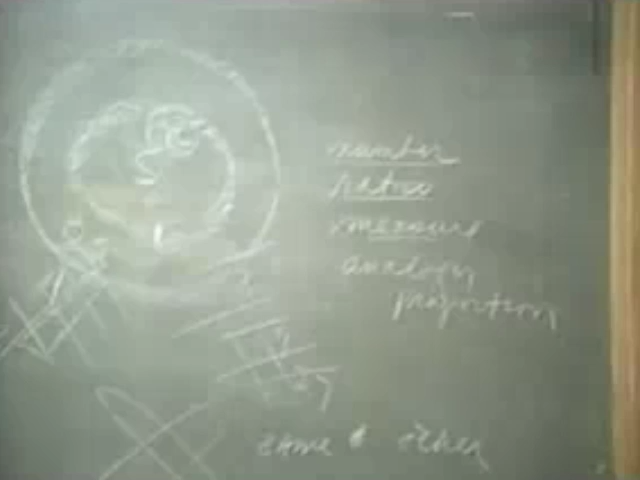 number
ratio
measure
analogy
proportion
same & other